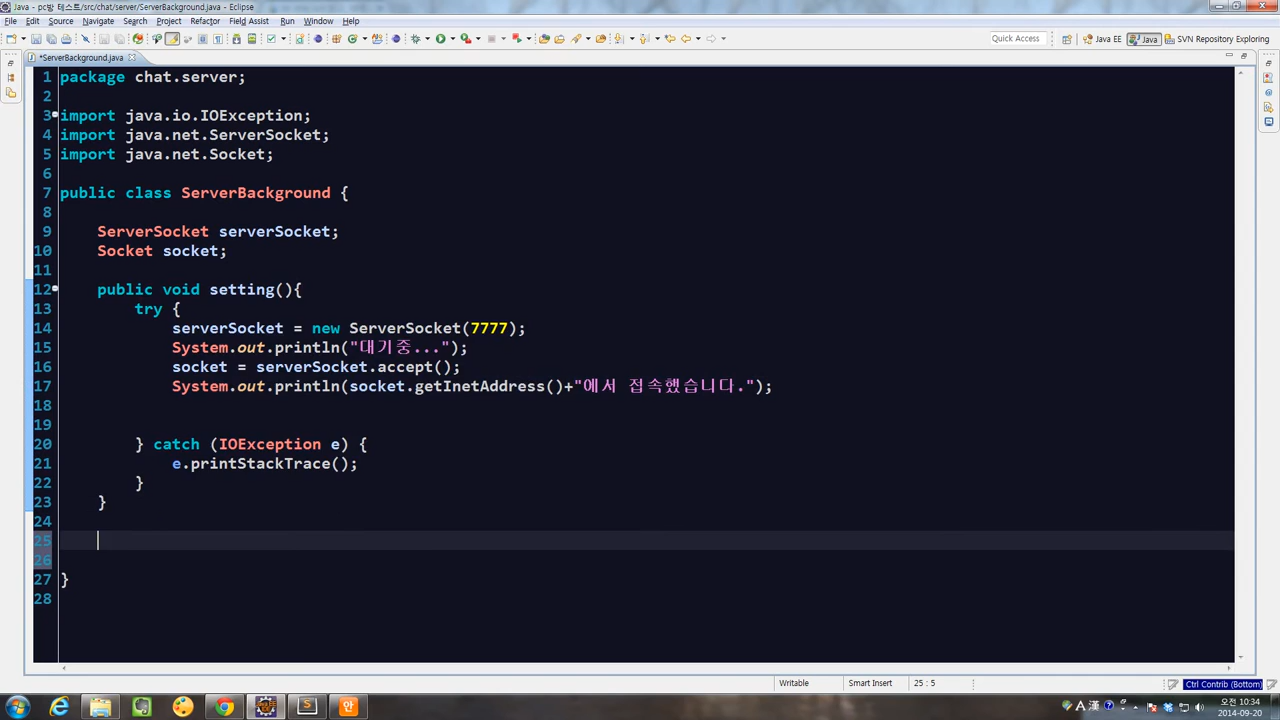 Java - pc방 테스트/src/chat/server/ServerBackground.java - Eclipse
File Edit Source Navigate Search Project Refactor Field Assist Run Window Help
Quick Access Java EE Java SVN Repository Exploring
*ServerBackground.java
1 package chat.server;
2
3 import java.io.IOException;
4 import java.net.ServerSocket;
5 import java.net.Socket;
6
7 public class ServerBackground {
8
9 ServerSocket serverSocket;
10 Socket socket;
11
12 public void setting(){
13 try {
14 serverSocket = new ServerSocket(7777);
15 System.out.println("대기중...");
16 socket = serverSocket.accept();
17 System.out.println(socket.getInetAddress()+"에서 접속했습니다.");
18
19
20 } catch (IOException e) {
21 e.printStackTrace();
22 }
23 }
24
25
26
27 }
28
Writable Smart Insert 25 : 5 Ctrl Contrib (Bottom)
S 안 A 漢 오전 10:34
2014-09-20